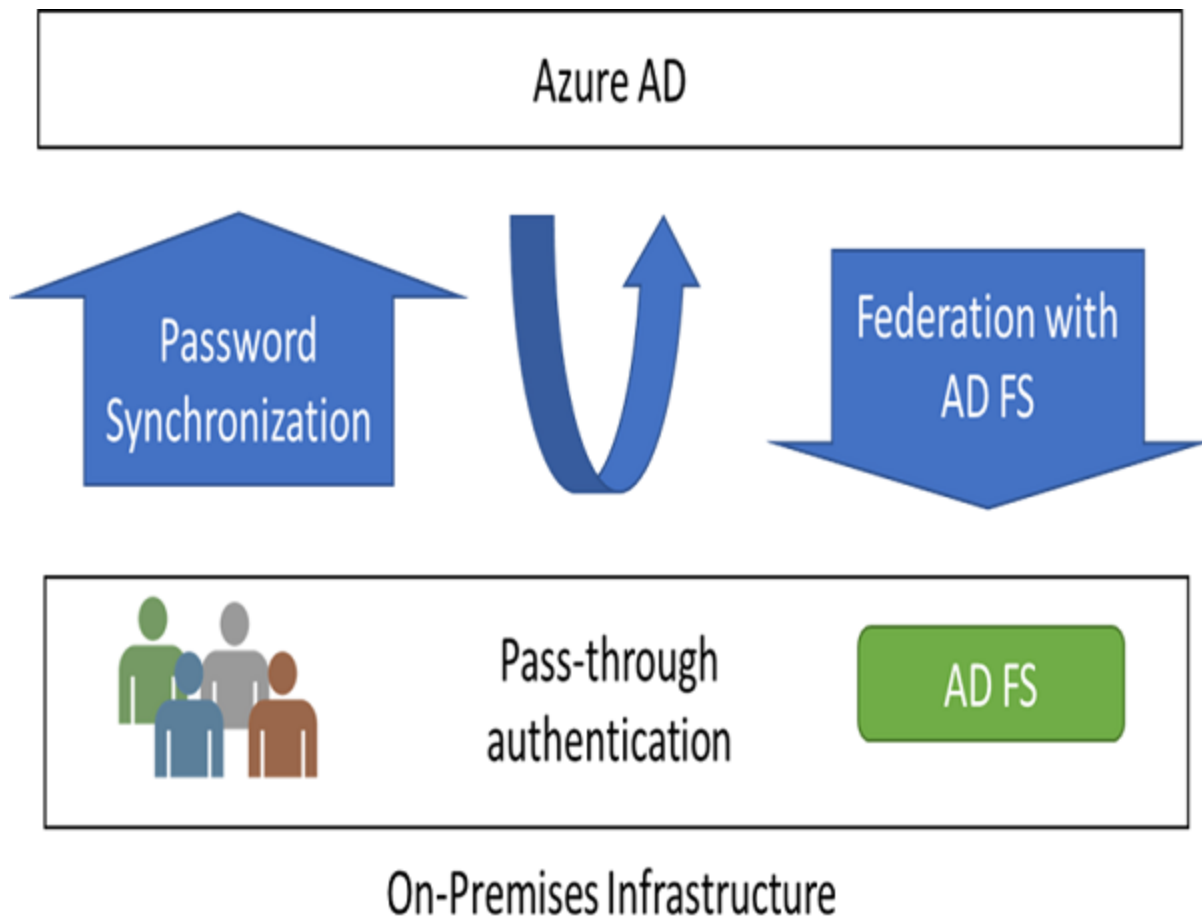 Azure AD
Password
Synchronization
Federation with
AD FS
Pass-through
authentication
AD FS
On-Premises Infrastructure